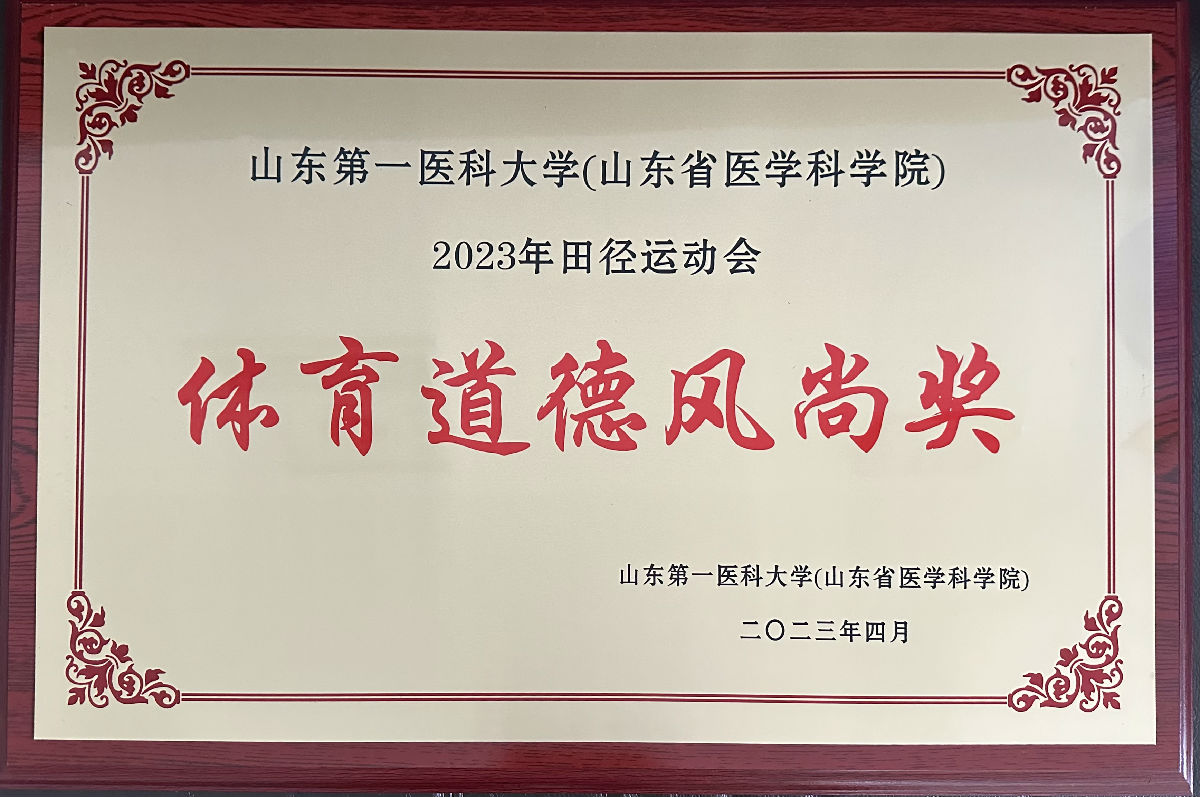 山东第一医科大学(山东省医学科学院)
2023年田径运动会
体育道德风尚奖
山东第一医科大学(山东省医学科学院)
二〇二三年四月